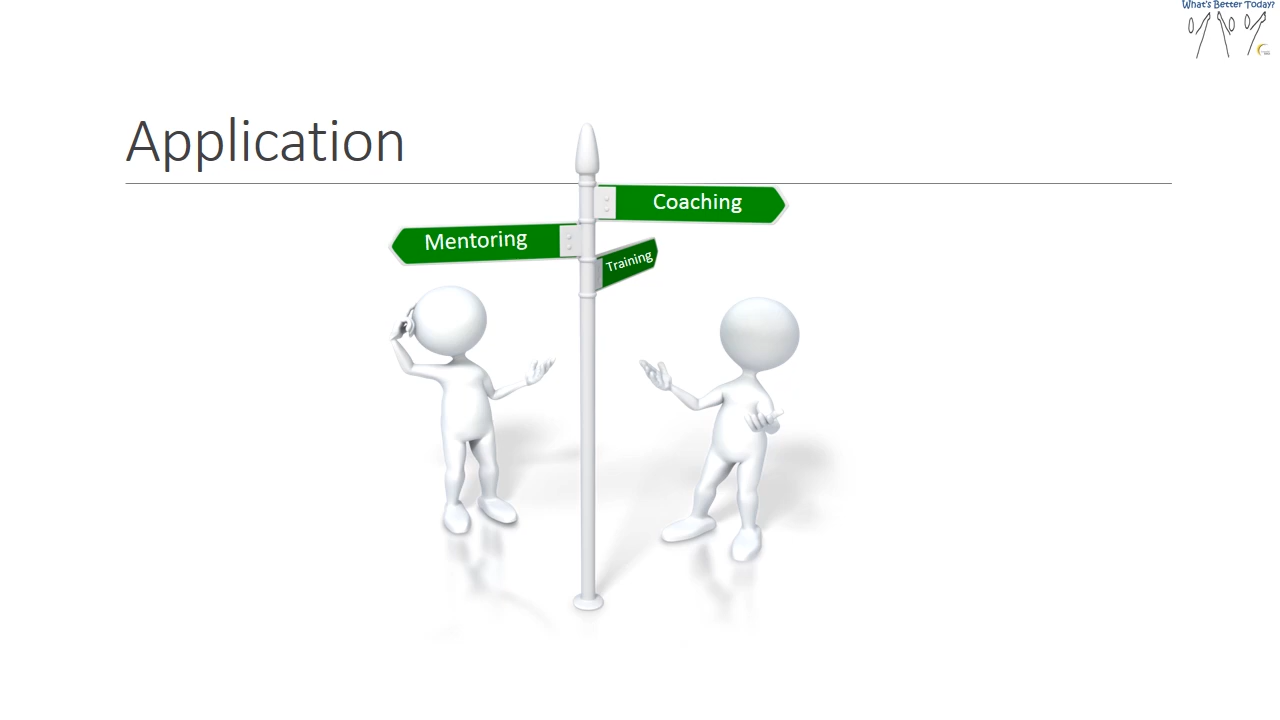 What's Better Today?
Application
Coaching
Mentoring
Training